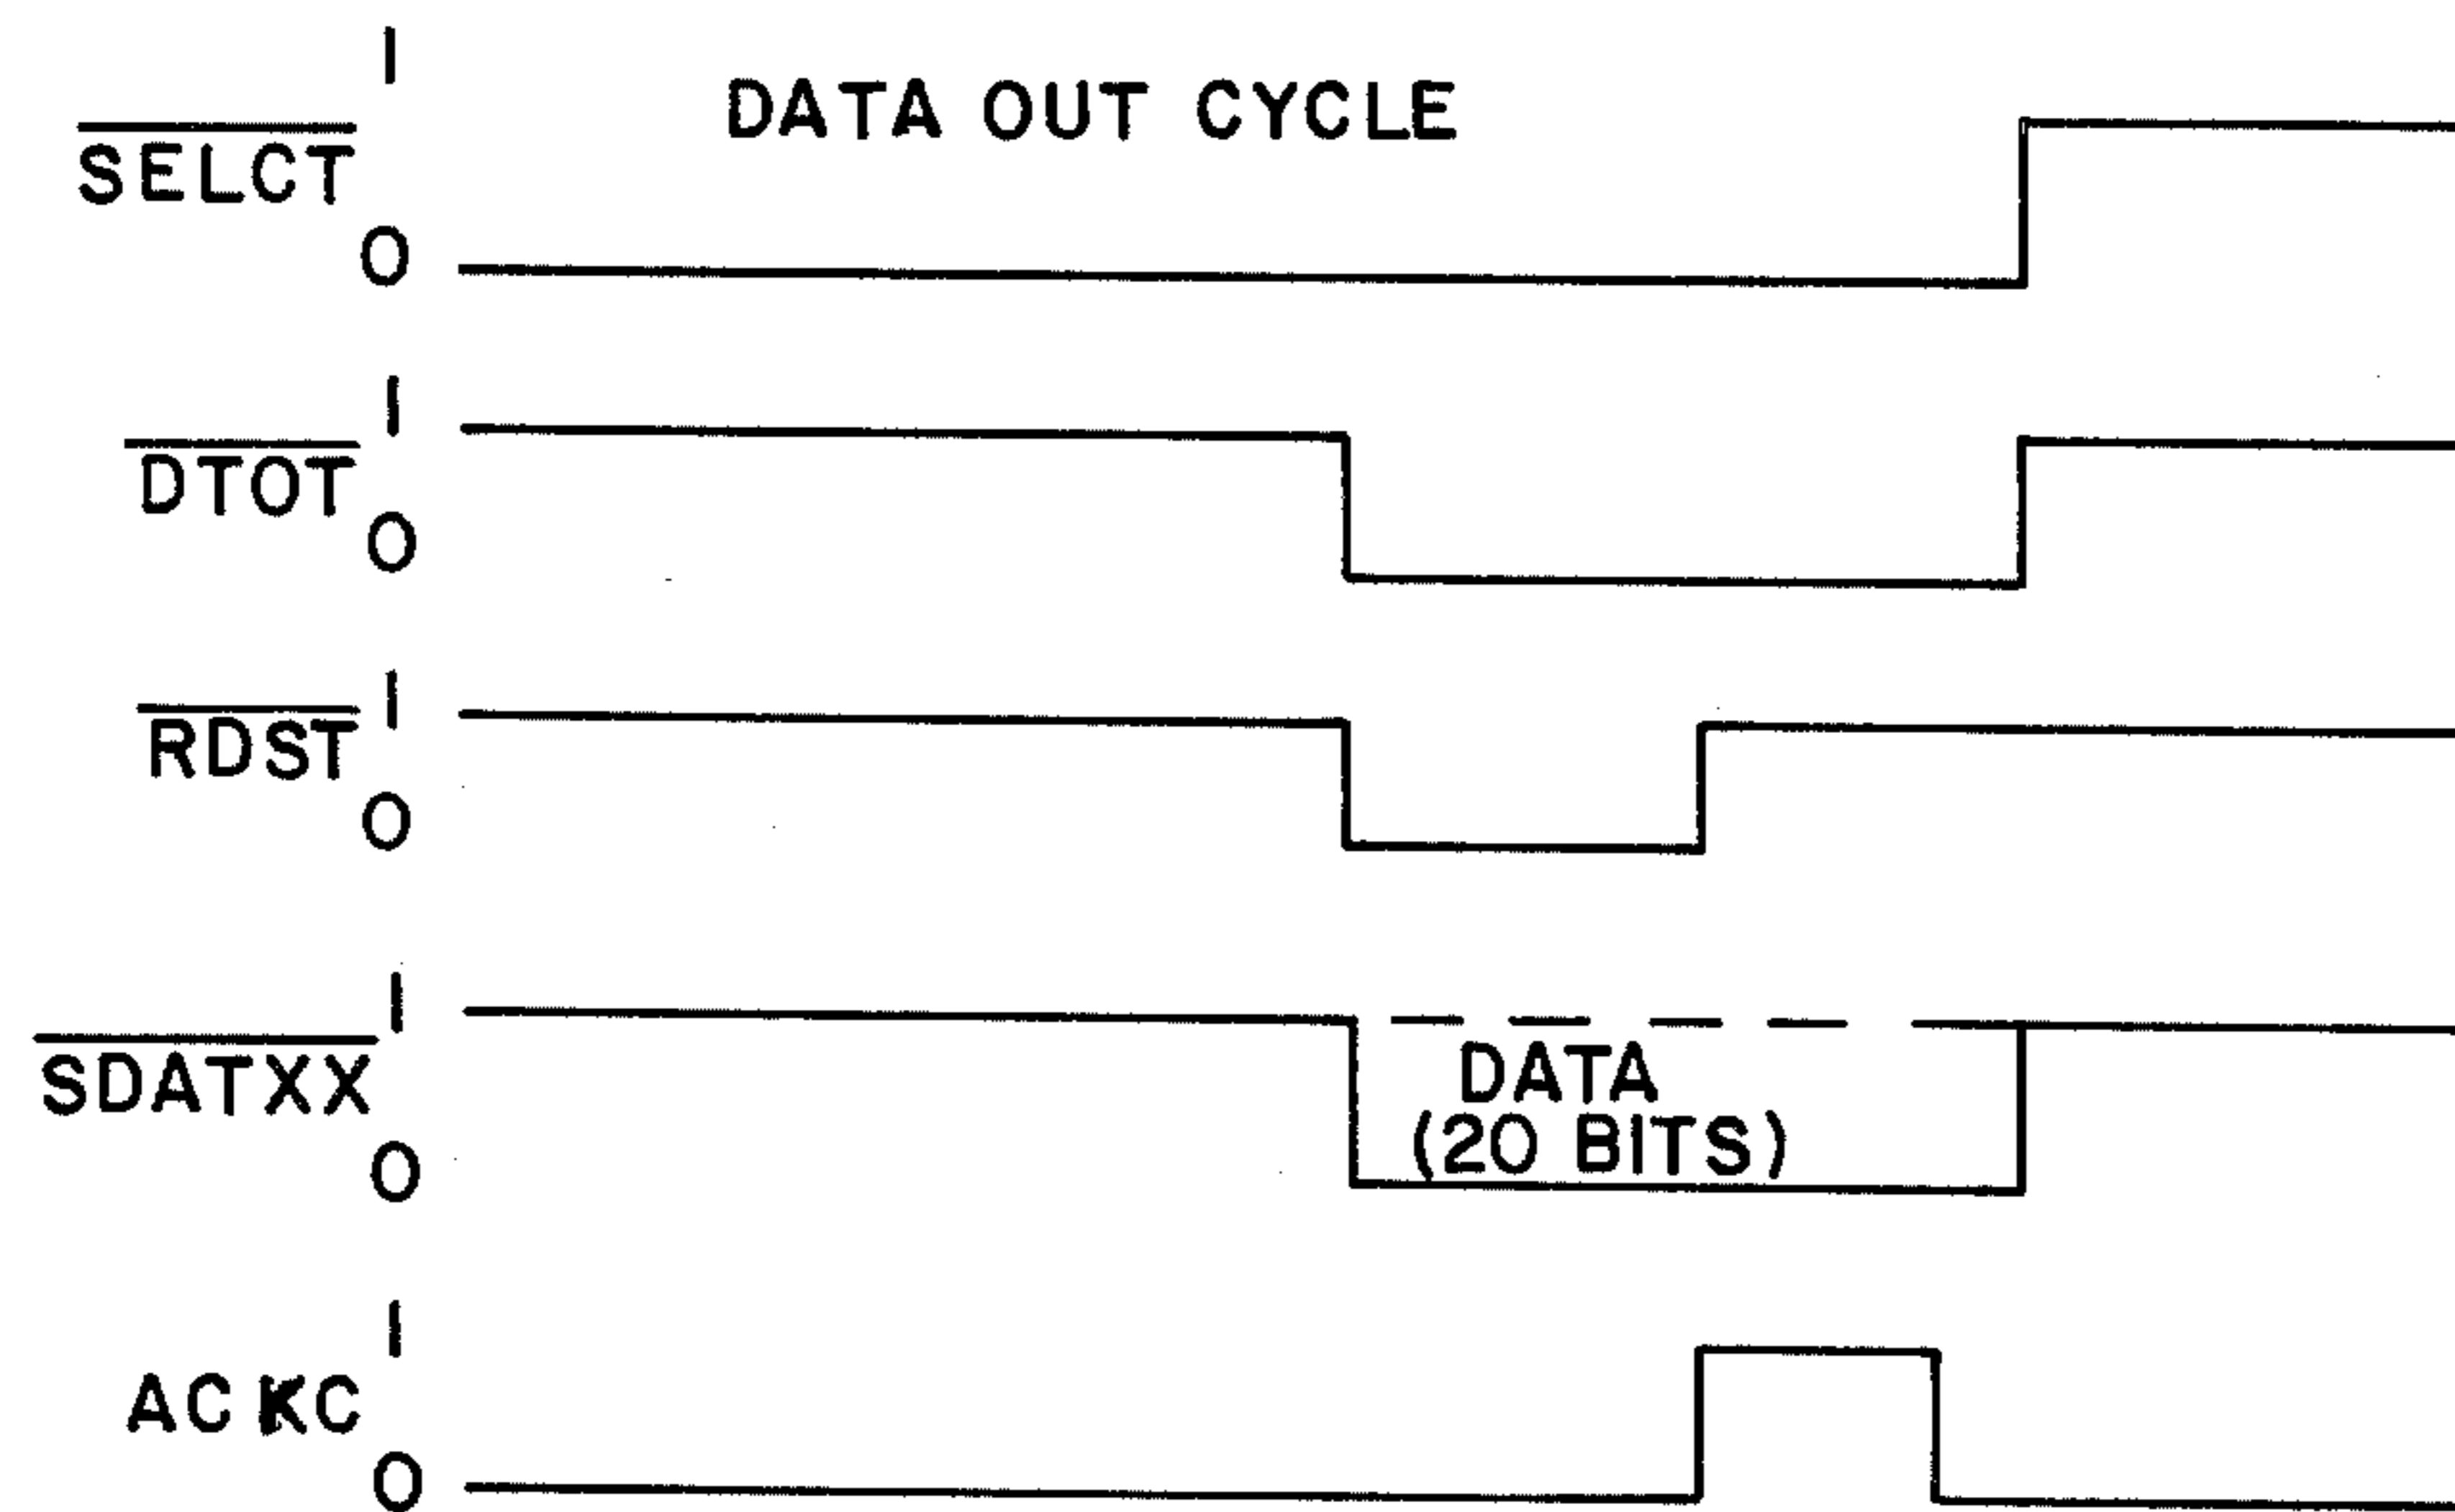 1
DATA OUT CYCLE
SELCT
0
1
DTOT
0
1
RDST
0
1
SDATXX
DATA
(20 BITS)
0
1
ACKC
0